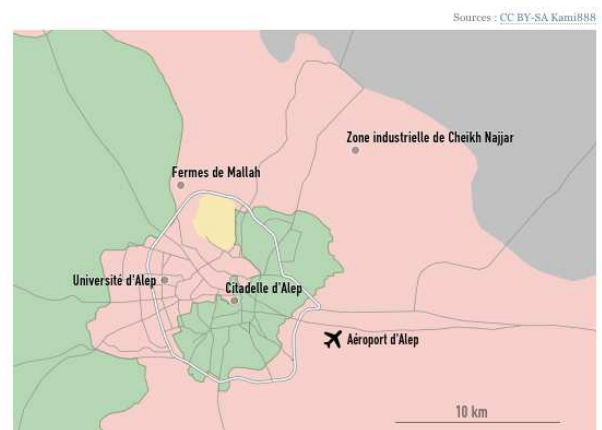 Sources : CC BY-SA Kami888
Zone industrielle de Cheikh Najjar
Fermes de Mallah
Université d'Alep
Citadelle d'Alep
Aéroport d'Alep
10 km